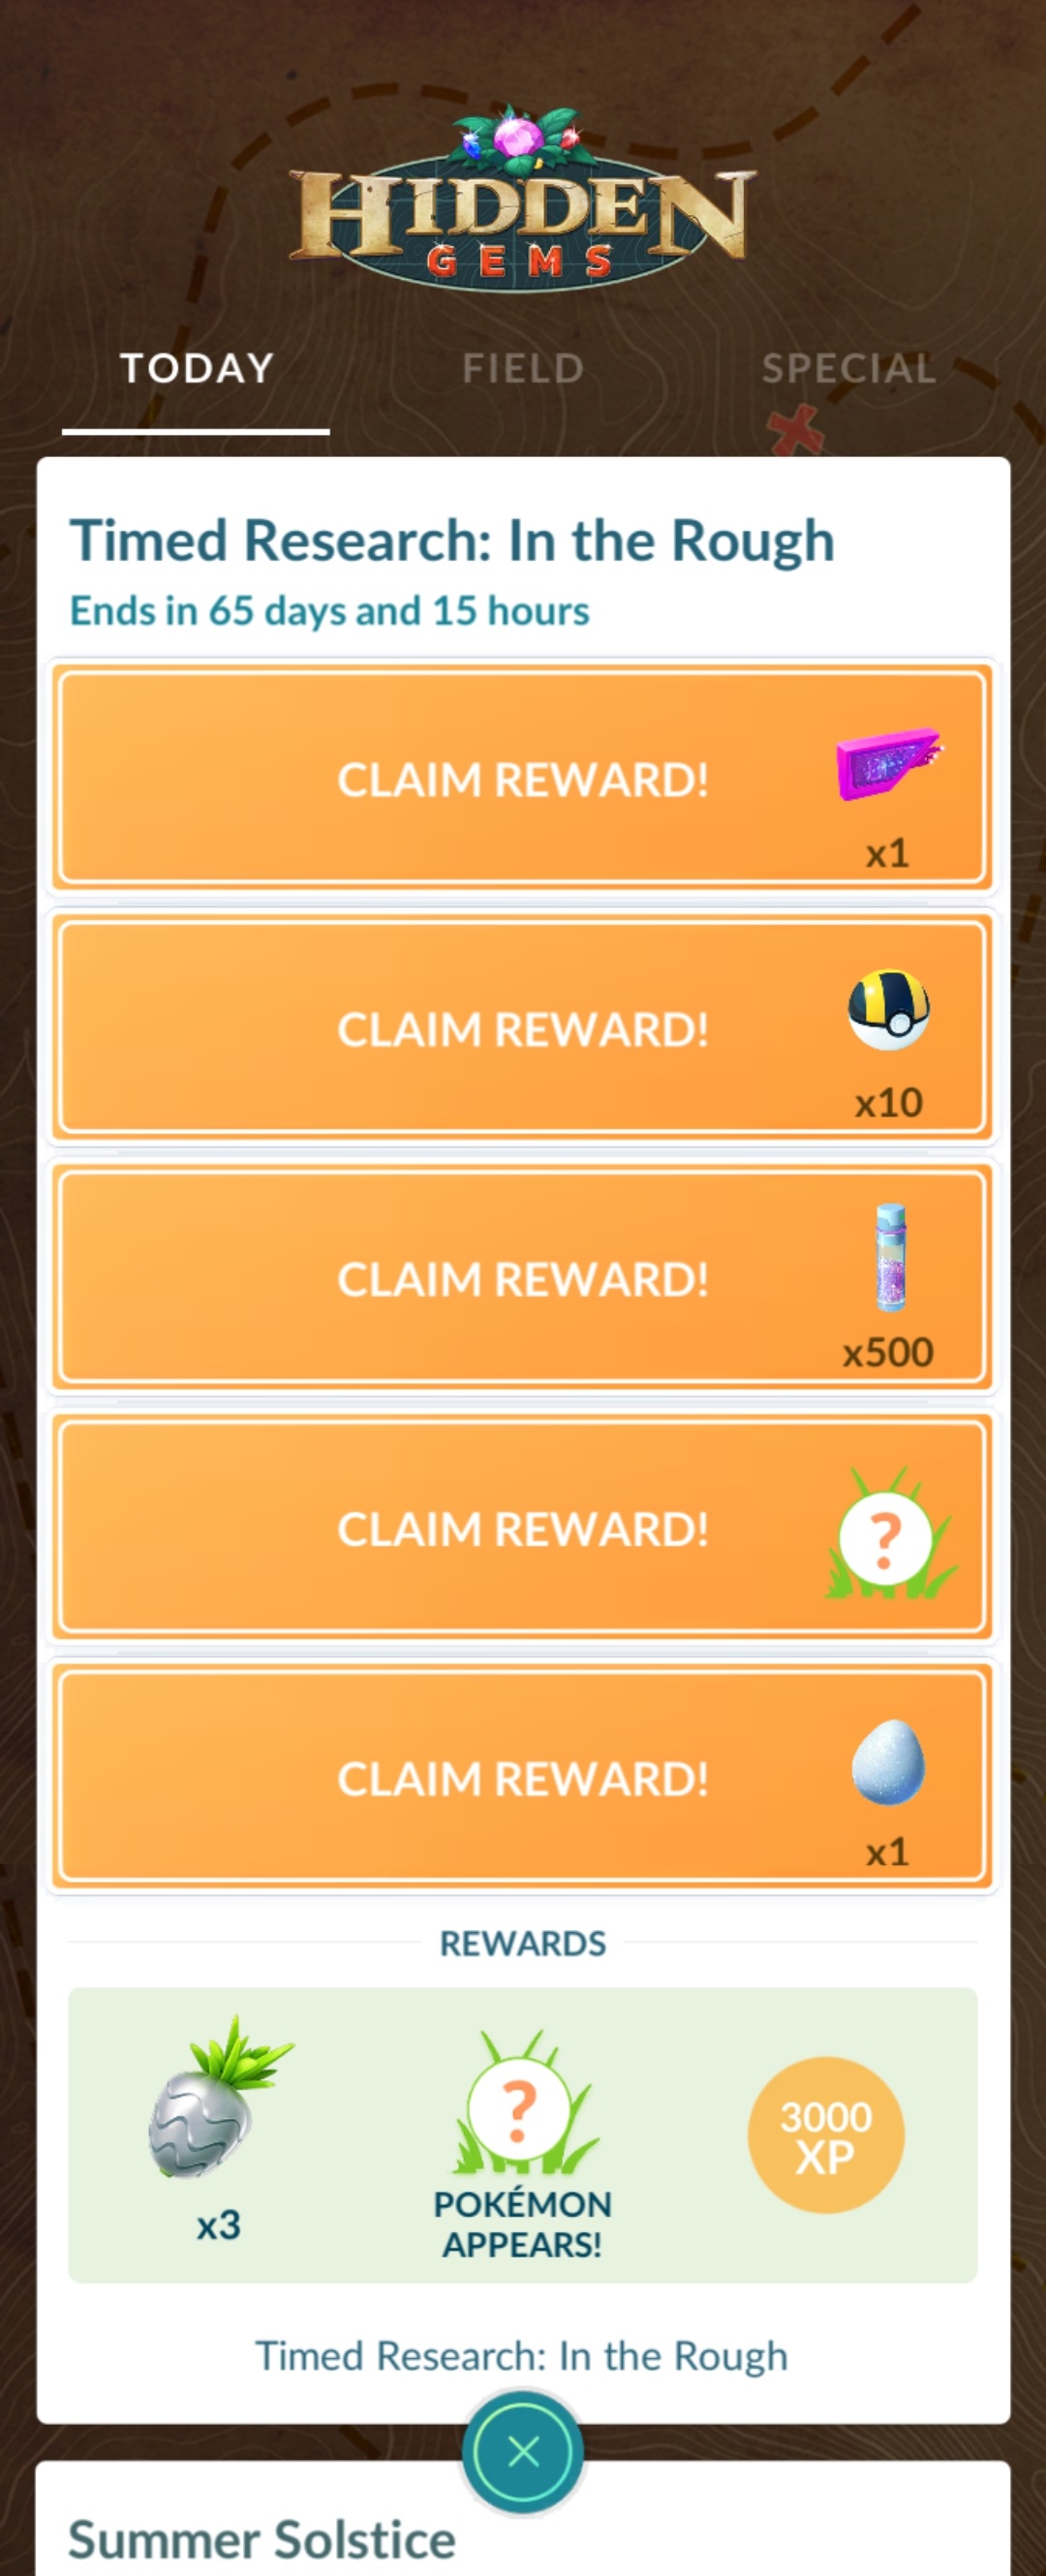 HIDDEN
GEMS
TODAY
FIELD
SPECIAL
Timed Research: In the Rough
Ends in 65 days and 15 hours
CLAIM REWARD!
x1
CLAIM REWARD!
x10
CLAIM REWARD!
x500
CLAIM REWARD!
?
CLAIM REWARD!
x1
REWARDS
x3
?
POKÉMON
APPEARS!
3000
XP
Timed Research: In the Rough
Summer Solstice